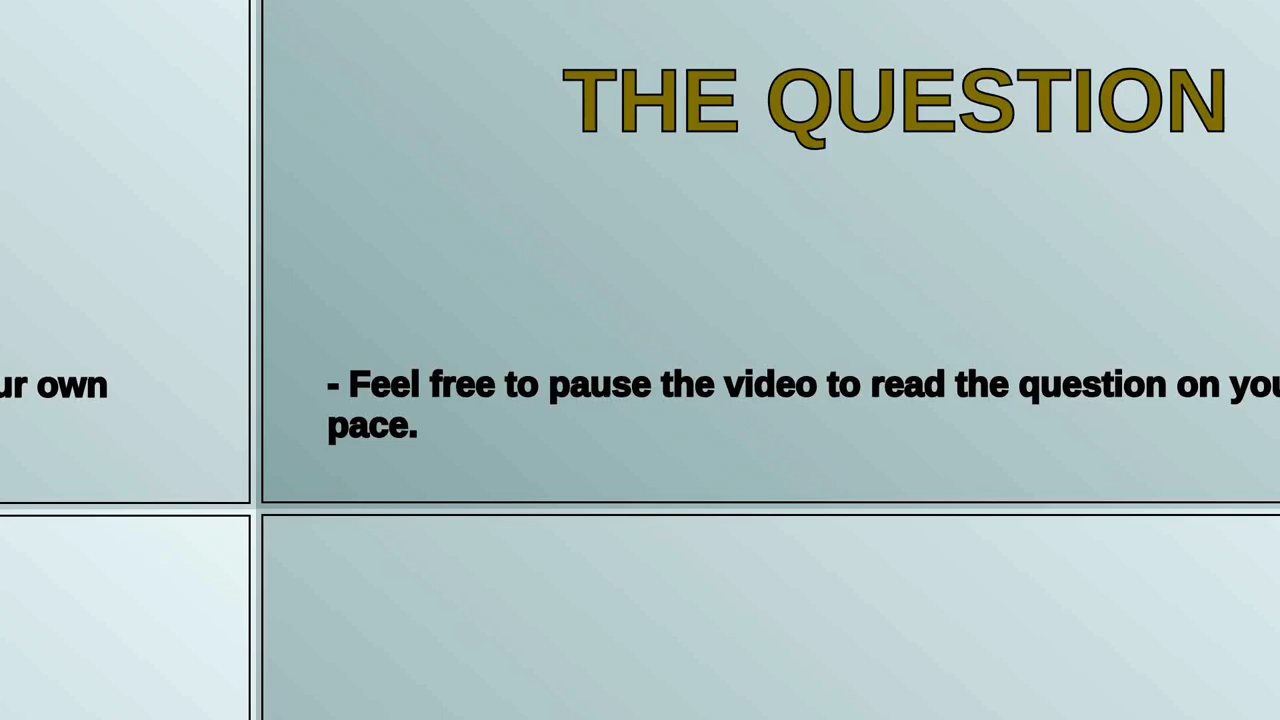 THE QUESTION
ur own
- Feel free to pause the video to read the question on you
pace.